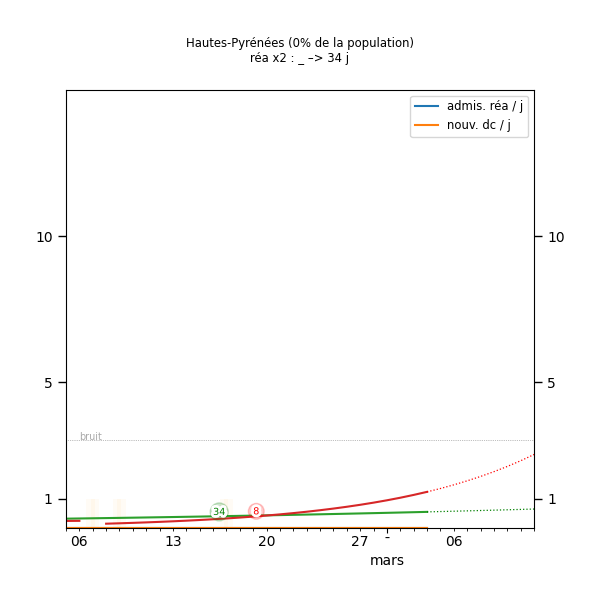 Hautes-Pyrénées (0% de la population)
réa x2 : _ –> 34 j
admis. réa / j
nouv. dc / j
10
10
5
5
bruit
1
1
34
8
06
13
20
27
-
06
mars